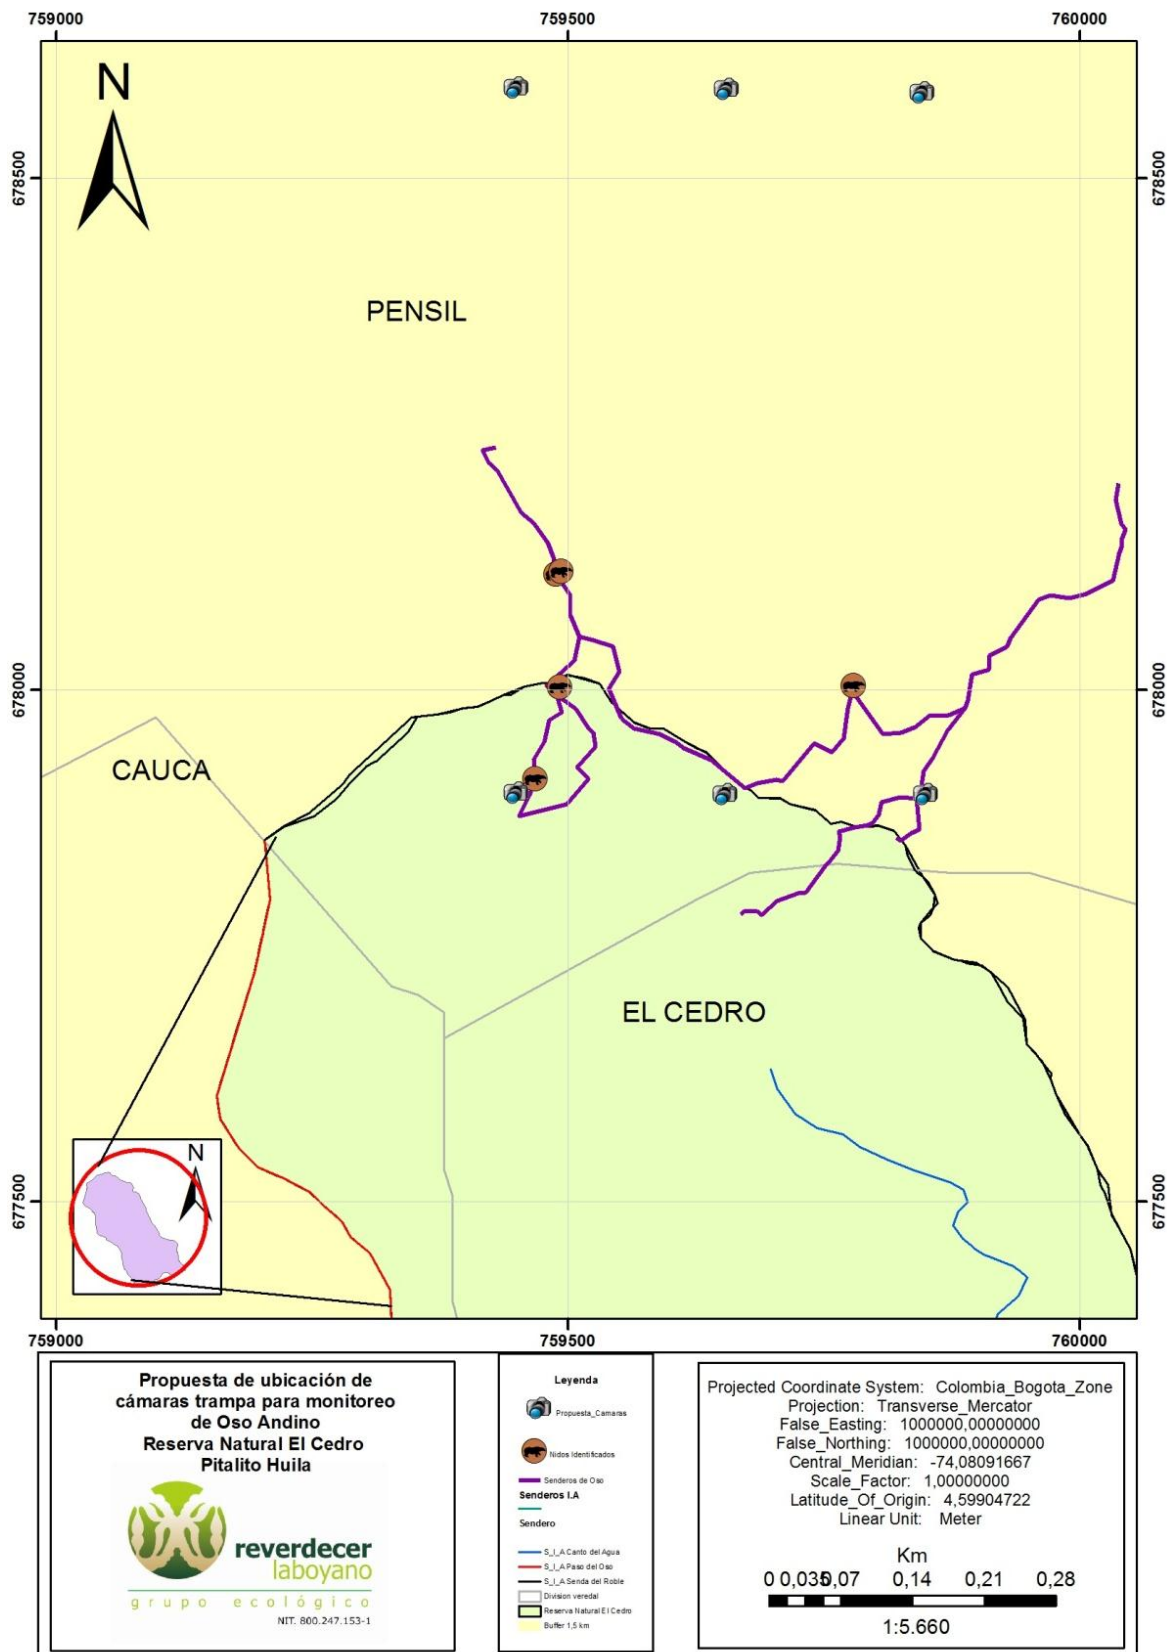 759000
759500
760000
N
678500
678500
PENSIL
678000
678000
CAUCA
EL CEDRO
N
677500
677500
759000
759500
760000
Propuesta de ubicación de
cámaras trampa para monitoreo
de Oso Andino
Reserva Natural El Cedro
Pitalito Huila
reverdecer
laboyano
grupo ecológico
NIT. 800.247.153-1
Leyenda
Propuesta_Camaras
Nidos Identificados
Senderos de Oso
Senderos I.A
Sendero
S_I_A Canto del Agua
S_I_A Paso del Oso
S_I_A Senda del Roble
Division veredal
Reserva Natural El Cedro
Buffer 1,5 km
Projected Coordinate System: Colombia_Bogota_Zone
Projection: Transverse_Mercator
False_Easting: 1000000,00000000
False_Northing: 1000000,00000000
Central_Meridian: -74,08091667
Scale_Factor: 1,00000000
Latitude_Of_Origin: 4,59904722
Linear Unit: Meter
Km
0 0,035 0,07 0,14 0,21 0,28
1:5.660